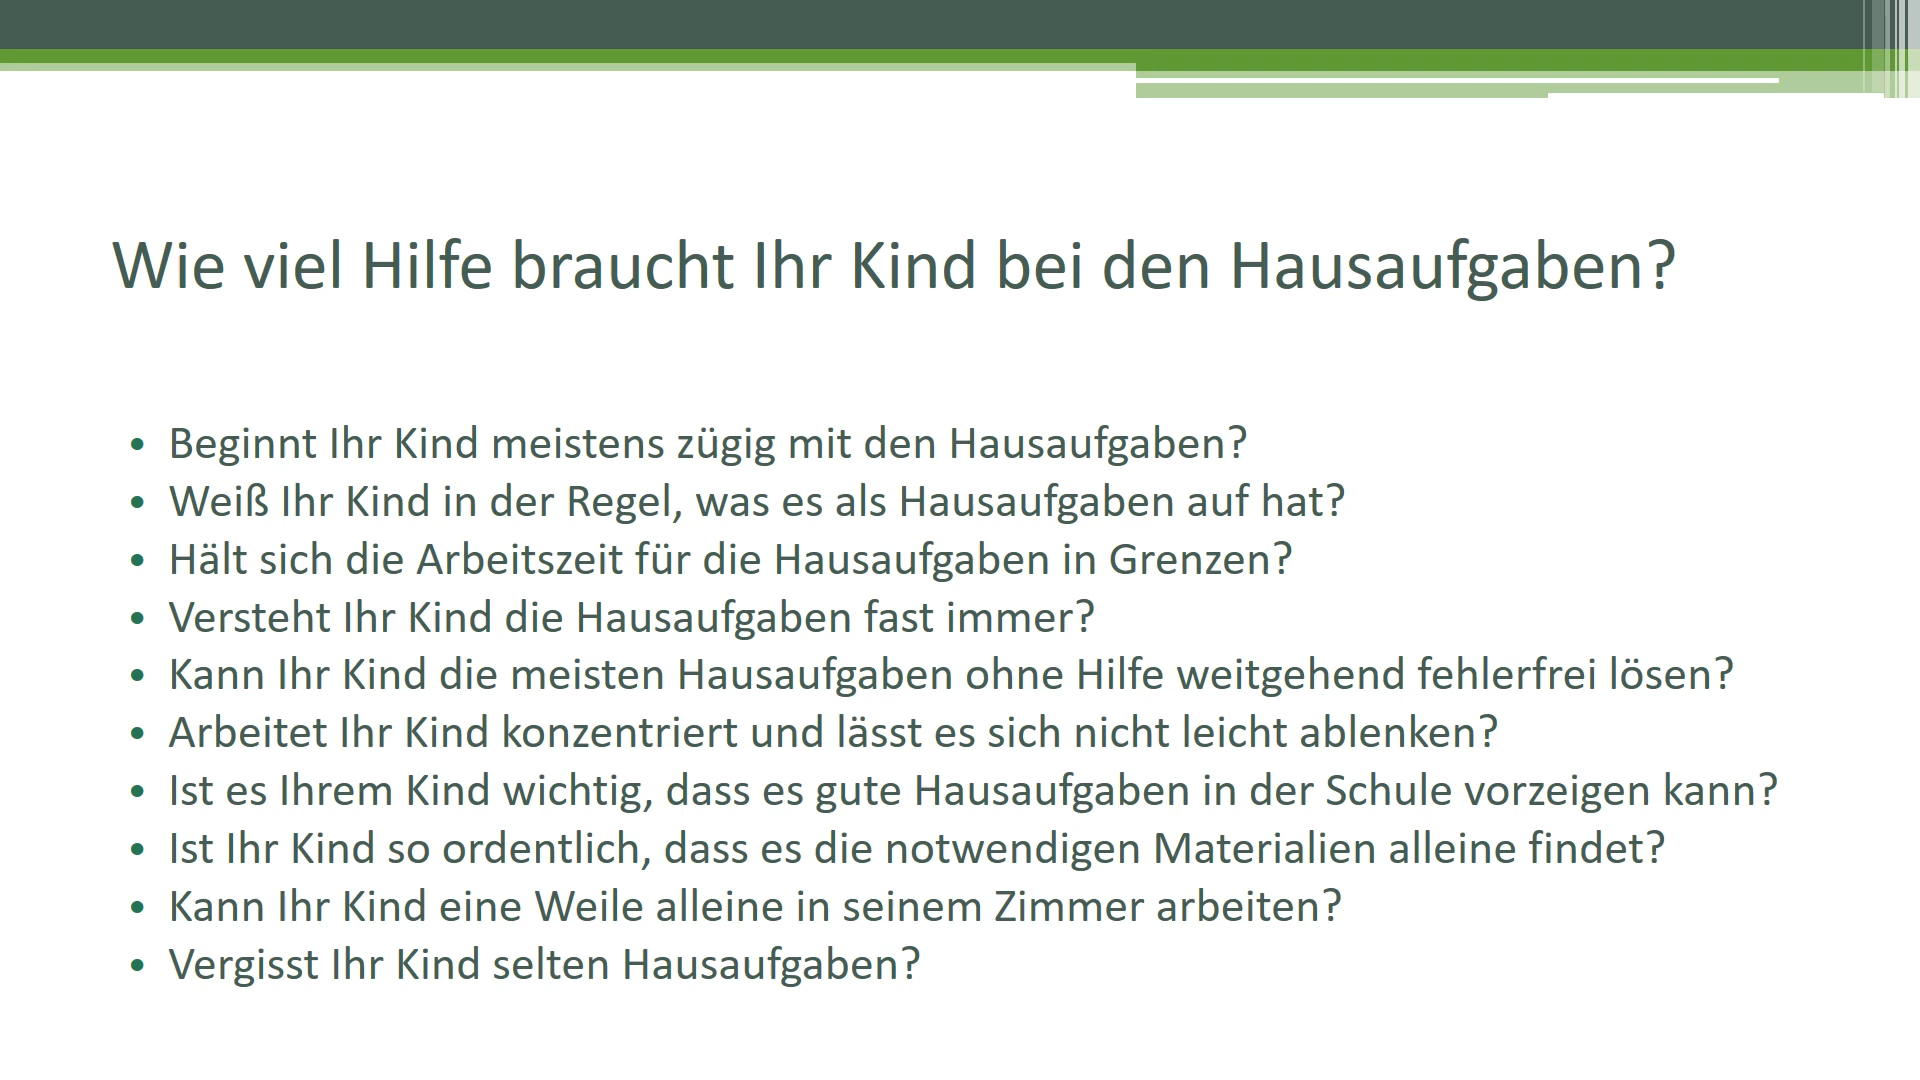 Wie viel Hilfe braucht Ihr Kind bei den Hausaufgaben?
• Beginnt Ihr Kind meistens zügig mit den Hausaufgaben?
• Weiß Ihr Kind in der Regel, was es als Hausaufgaben auf hat?
• Hält sich die Arbeitszeit für die Hausaufgaben in Grenzen?
• Versteht Ihr Kind die Hausaufgaben fast immer?
• Kann Ihr Kind die meisten Hausaufgaben ohne Hilfe weitgehend fehlerfrei lösen?
• Arbeitet Ihr Kind konzentriert und lässt es sich nicht leicht ablenken?
• Ist es Ihrem Kind wichtig, dass es gute Hausaufgaben in der Schule vorzeigen kann?
• Ist Ihr Kind so ordentlich, dass es die notwendigen Materialien alleine findet?
• Kann Ihr Kind eine Weile alleine in seinem Zimmer arbeiten?
• Vergisst Ihr Kind selten Hausaufgaben?